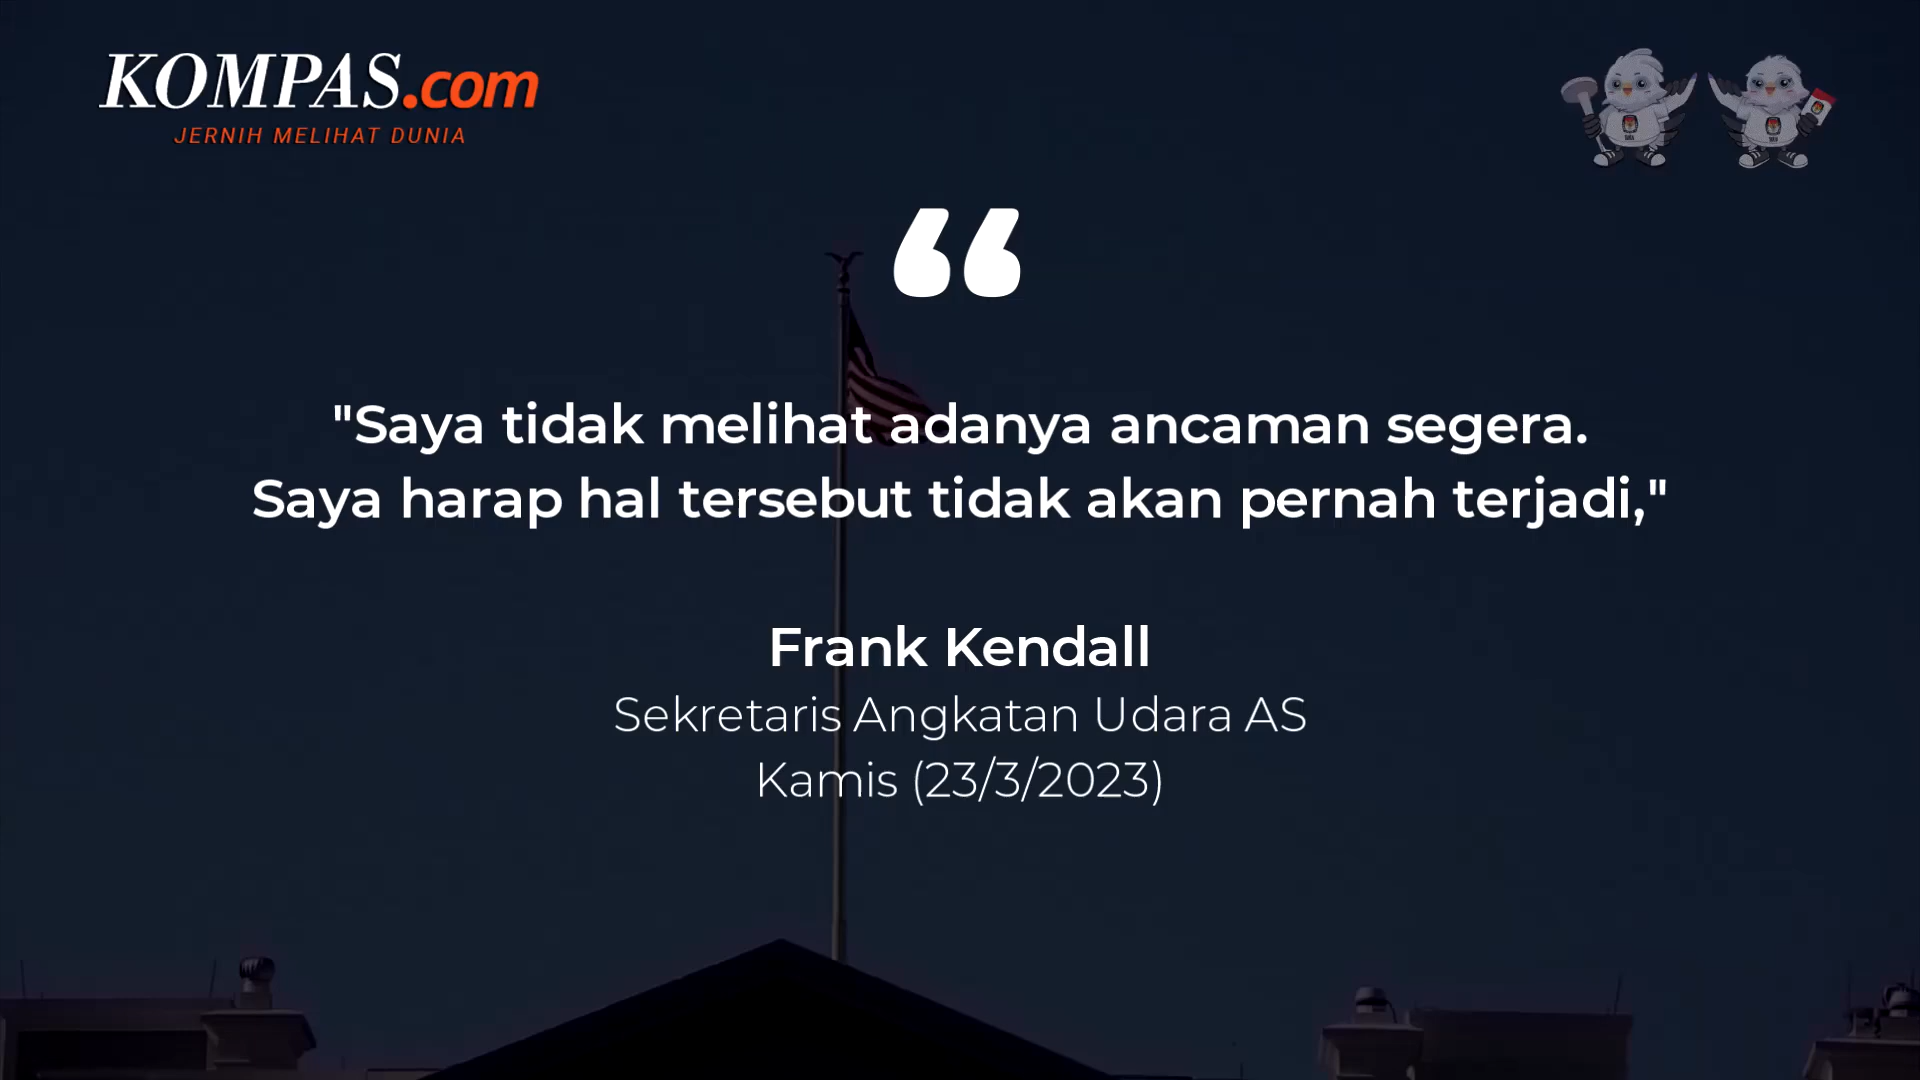 KOMPAS.com
JERNIH MELIHAT DUNIA
"Saya tidak melihat adanya ancaman segera.
Saya harap hal tersebut tidak akan pernah terjadi,"
Frank Kendall
Sekretaris Angkatan Udara AS
Kamis (23/3/2023)